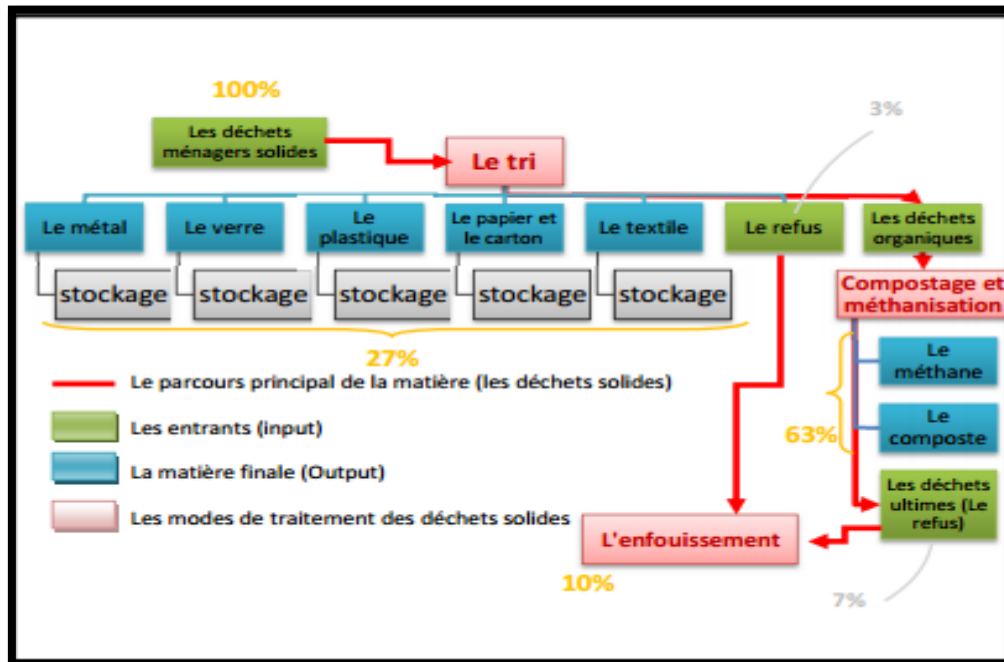 100%
3%
Les déchets
ménagers solides
Le tri
Le métal
Le verre
Le
plastique
Le papier et
le carton
Le textile
Le refus
Les déchets
organiques
stockage
stockage
stockage
stockage
stockage
Compostage et
méthanisation
27%
Le
méthane
Le parcours principal de la matière (les déchets solides)
Les entrants (input)
63%
Le
composte
La matière finale (Output)
Les déchets
ultimes (Le
refus)
Les modes de traitement des déchets solides
L'enfouissement
10%
7%